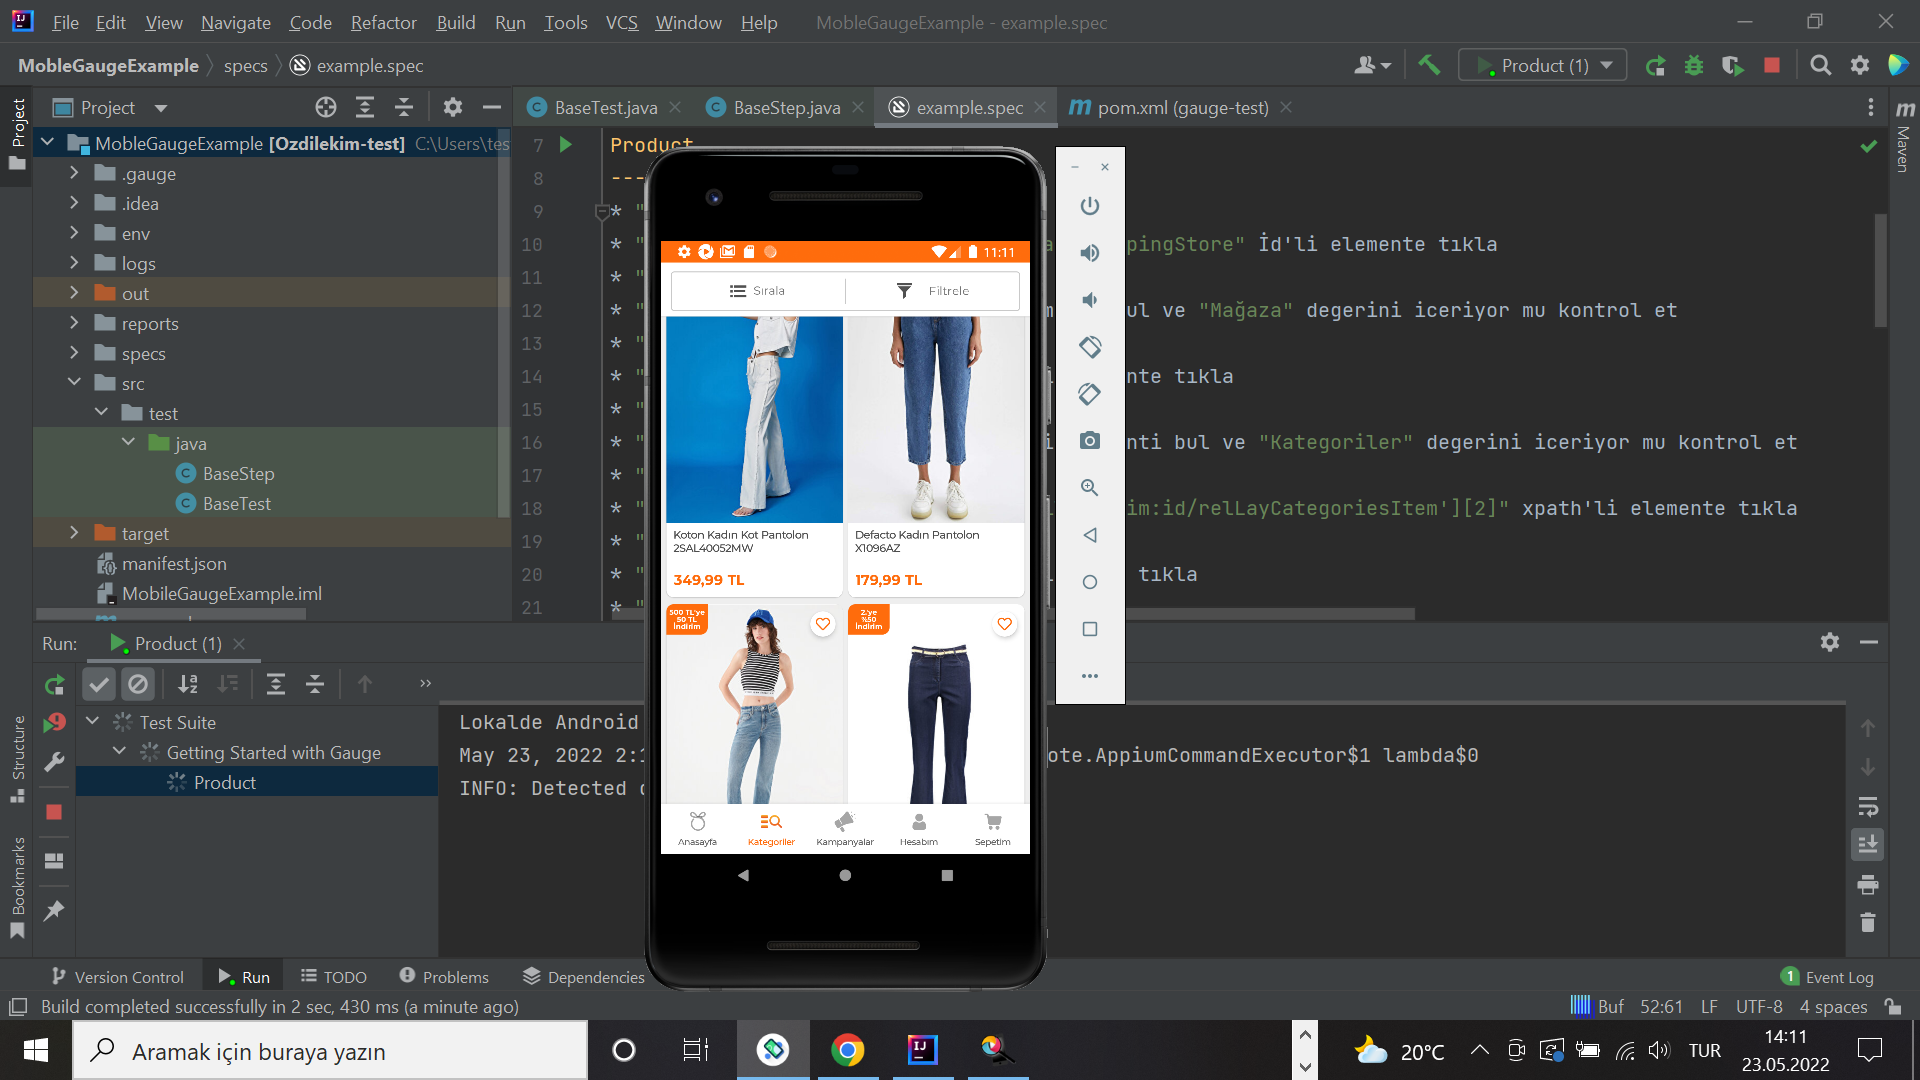 File Edit View Navigate Code Refactor Build Run Tools VCS Window Help MobleGaugeExample - example.spec
MobleGaugeExample specs example.spec
Product (1)
Project
BaseTest.java BaseStep.java example.spec pom.xml (gauge-test)
Project
Maven
MobleGaugeExample [Ozdilekim-test] C:\Users\tes
.gauge
.idea
env
logs
out
reports
specs
src
test
java
BaseStep
BaseTest
target
manifest.json
MobileGaugeExample.iml
7 Product
8 ---
9 * "
10 * " pingStore" İd'li elemente tıkla
11 * "
12 * " ul ve "Mağaza" degerini iceriyor mu kontrol et
13 * "
14 * " nte tıkla
15 * "
16 * " nti bul ve "Kategoriler" degerini iceriyor mu kontrol et
17 * "
18 * " im:id/relLayCategoriesItem'][2]" xpath'li elemente tıkla
19 * "
20 * " tıkla
21 * "
11:11
Sırala Filtrele
Koton Kadın Kot Pantolon
2SAL40052MW
349,99 TL
Defacto Kadın Pantolon
X1096AZ
179,99 TL
500 TL'ye
50 TL
İndirim
2.ye
%50
İndirim
Anasayfa Kategoriler Kampanyalar Hesabım Sepetim
Run: Product (1)
Test Suite
Getting Started with Gauge
Product
Lokalde Android
May 23, 2022 2:1 ote.AppiumCommandExecutor$1 lambda$0
INFO: Detected
Structure
Bookmarks
Version Control Run TODO Problems Dependencies
1 Event Log
Build completed successfully in 2 sec, 430 ms (a minute ago)
Buf 52:61 LF UTF-8 4 spaces
Aramak için buraya yazın
20°C
TUR
14:11
23.05.2022